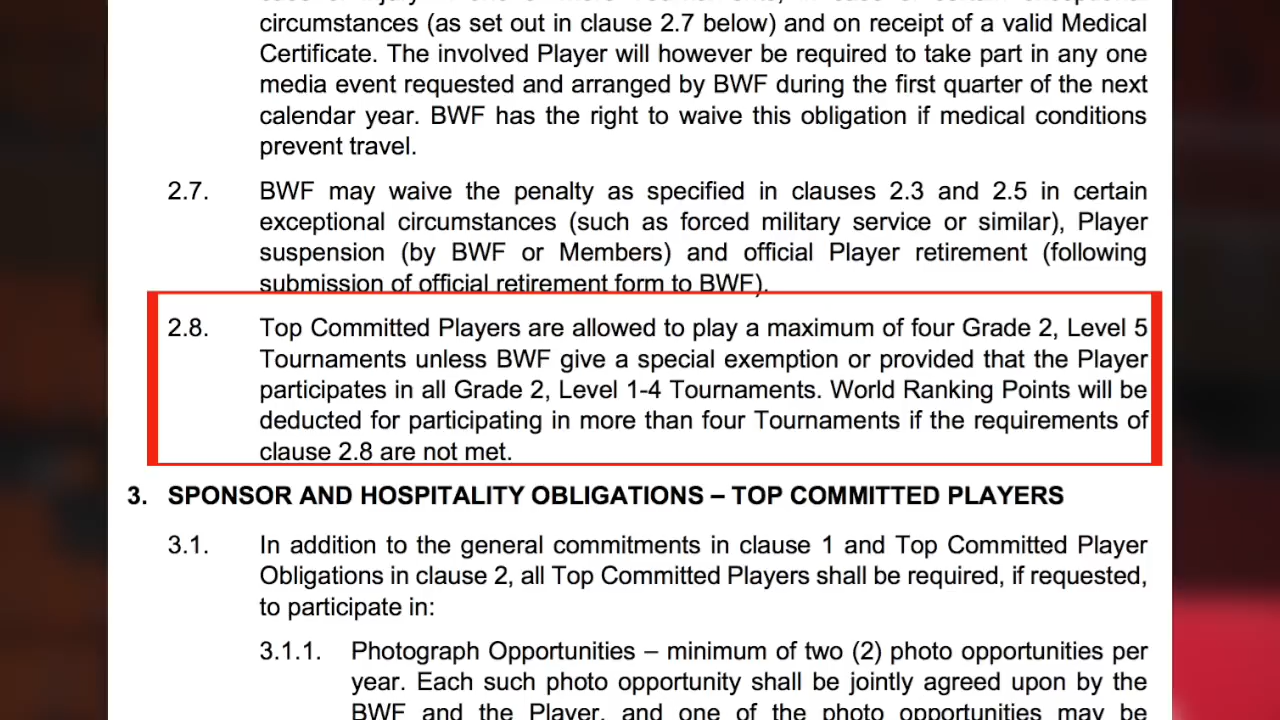 circumstances (as set out in clause 2.7 below) and on receipt of a valid Medical
Certificate. The involved Player will however be required to take part in any one
media event requested and arranged by BWF during the first quarter of the next
calendar year. BWF has the right to waive this obligation if medical conditions
prevent travel.
2.7. BWF may waive the penalty as specified in clauses 2.3 and 2.5 in certain
exceptional circumstances (such as forced military service or similar), Player
suspension (by BWF or Members) and official Player retirement (following
submission of official retirement form to BWF).
2.8. Top Committed Players are allowed to play a maximum of four Grade 2, Level 5
Tournaments unless BWF give a special exemption or provided that the Player
participates in all Grade 2, Level 1-4 Tournaments. World Ranking Points will be
deducted for participating in more than four Tournaments if the requirements of
clause 2.8 are not met.
3. SPONSOR AND HOSPITALITY OBLIGATIONS – TOP COMMITTED PLAYERS
3.1. In addition to the general commitments in clause 1 and Top Committed Player
Obligations in clause 2, all Top Committed Players shall be required, if requested,
to participate in:
3.1.1. Photograph Opportunities – minimum of two (2) photo opportunities per
year. Each such photo opportunity shall be jointly agreed upon by the
BWF and the Player, and one of the photo opportunities may be